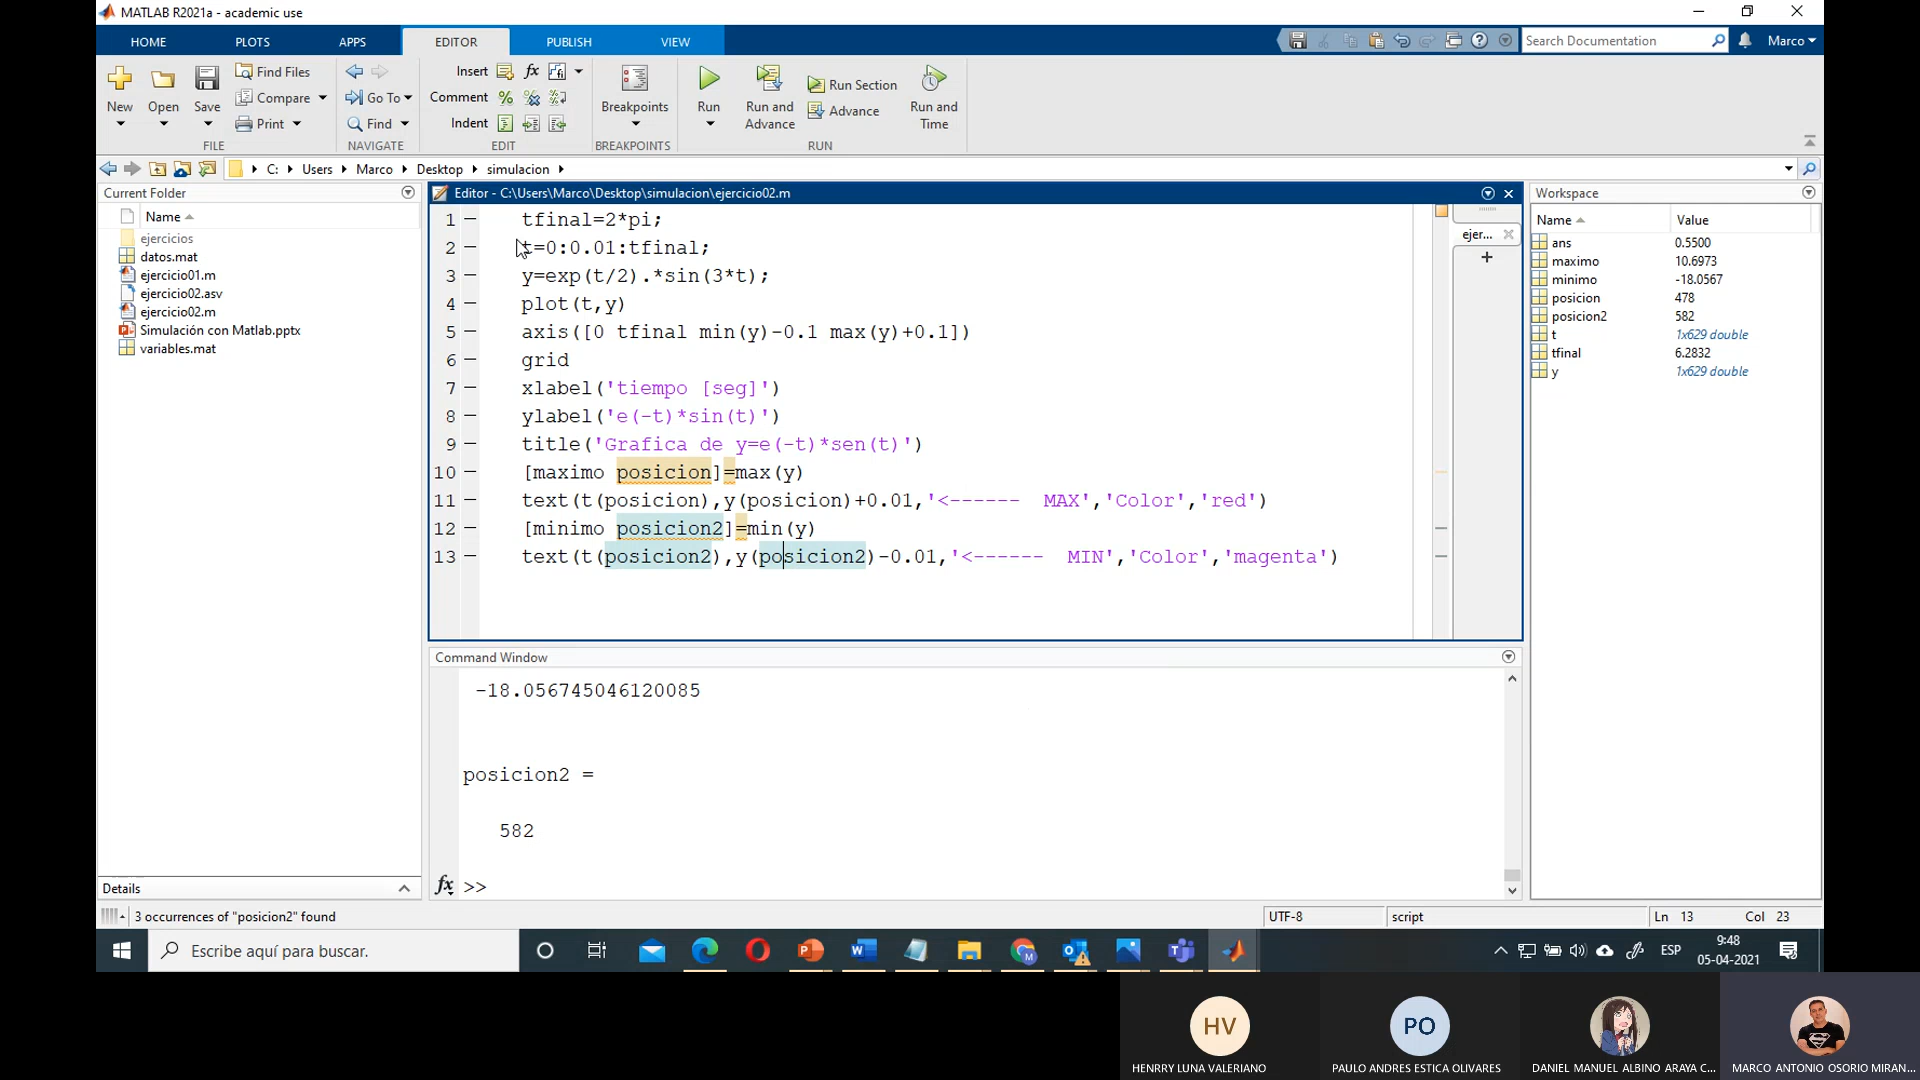 MATLAB R2021a - academic use
HOME PLOTS APPS EDITOR PUBLISH VIEW
Search Documentation
Marco
New Open Save
Find Files
Compare
Print
FILE
Go To
Find
NAVIGATE
Insert fx
Comment
Indent
EDIT
Breakpoints
BREAKPOINTS
Run
Run and Advance
Run Section
Advance
Run and Time
RUN
C: Users Marco Desktop simulacion
Current Folder
Name
ejercicios
datos.mat
ejercicio01.m
ejercicio02.asv
ejercicio02.m
Simulación con Matlab.pptx
variables.mat
Details
Editor - C:\Users\Marco\Desktop\simulacion\ejercicio02.m
ejer...
1 tfinal=2*pi;
2 t=0:0.01:tfinal;
3 y=exp(t/2).*sin(3*t);
4 plot(t,y)
5 axis([0 tfinal min(y)-0.1 max(y)+0.1])
6 grid
7 xlabel('tiempo [seg]')
8 ylabel('e(-t)*sin(t)')
9 title('Grafica de y=e(-t)*sen(t)')
10 [maximo posicion]=max(y)
11 text(t(posicion),y(posicion)+0.01,'<------  MAX','Color','red')
12 [minimo posicion2]=min(y)
13 text(t(posicion2),y(posicion2)-0.01,'<------  MIN','Color','magenta')
Command Window
-18.056745046120085
posicion2 =
582
fx >>
Workspace
Name Value
ans 0.5500
maximo 10.6973
minimo -18.0567
posicion 478
posicion2 582
t 1x629 double
tfinal 6.2832
y 1x629 double
3 occurrences of "posicion2" found
UTF-8 script Ln 13 Col 23
Escribe aquí para buscar.
ESP
9:48
05-04-2021
HV
HENRRY LUNA VALERIANO
PO
PAULO ANDRES ESTICA OLIVARES
DANIEL MANUEL ALBINO ARAYA C...
MARCO ANTONIO OSORIO MIRAN...